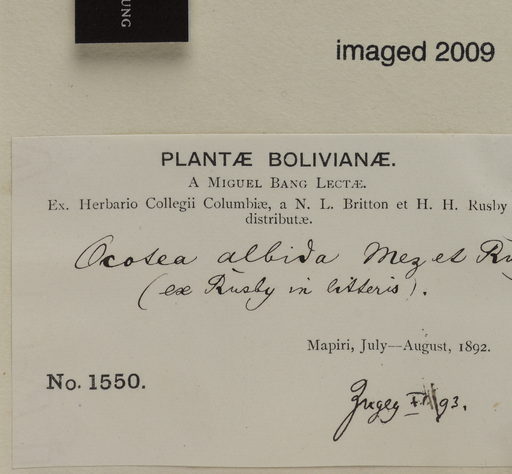 UNG
imaged 2009
PLANTÆ BOLIVIANÆ.
A MIGUEL BANG LECTÆ.
Ex. Herbario Collegii Columbiæ, a N. L. Britton et H. H. Rusby
distributæ.
Ocotea albida Mez et Ru
(ex Rusby in litteris).
Mapiri, July—August, 1892.
No. 1550.
93.